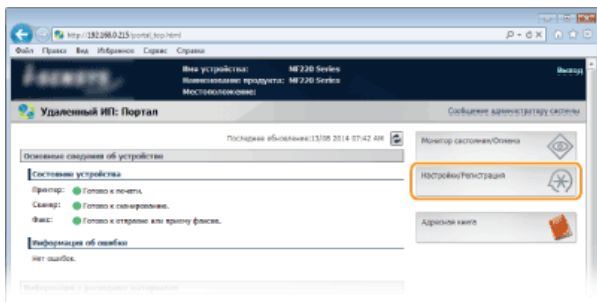 http://192.168.0.215/portal_top.html
Файл Правка Вид Избранное Сервис Справка
Имя устройства: MF220 Series
Наименование продукта: MF220 Series
Местоположение:
Выход
Удаленный ИП: Портал
Сообщение администратору системы
Последнее обновление:13/08 2014 07:42 AM
Монитор состояния/Отмена
Основные сведения об устройстве
Состояние устройства
Настройки/Регистрация
Принтер: Готово к печати.
Сканер: Готово к сканированию.
Факс: Готово к отправке или приему факсов.
Адресная книга
Информация об ошибке
Нет ошибок.
Информация о расходных материалах